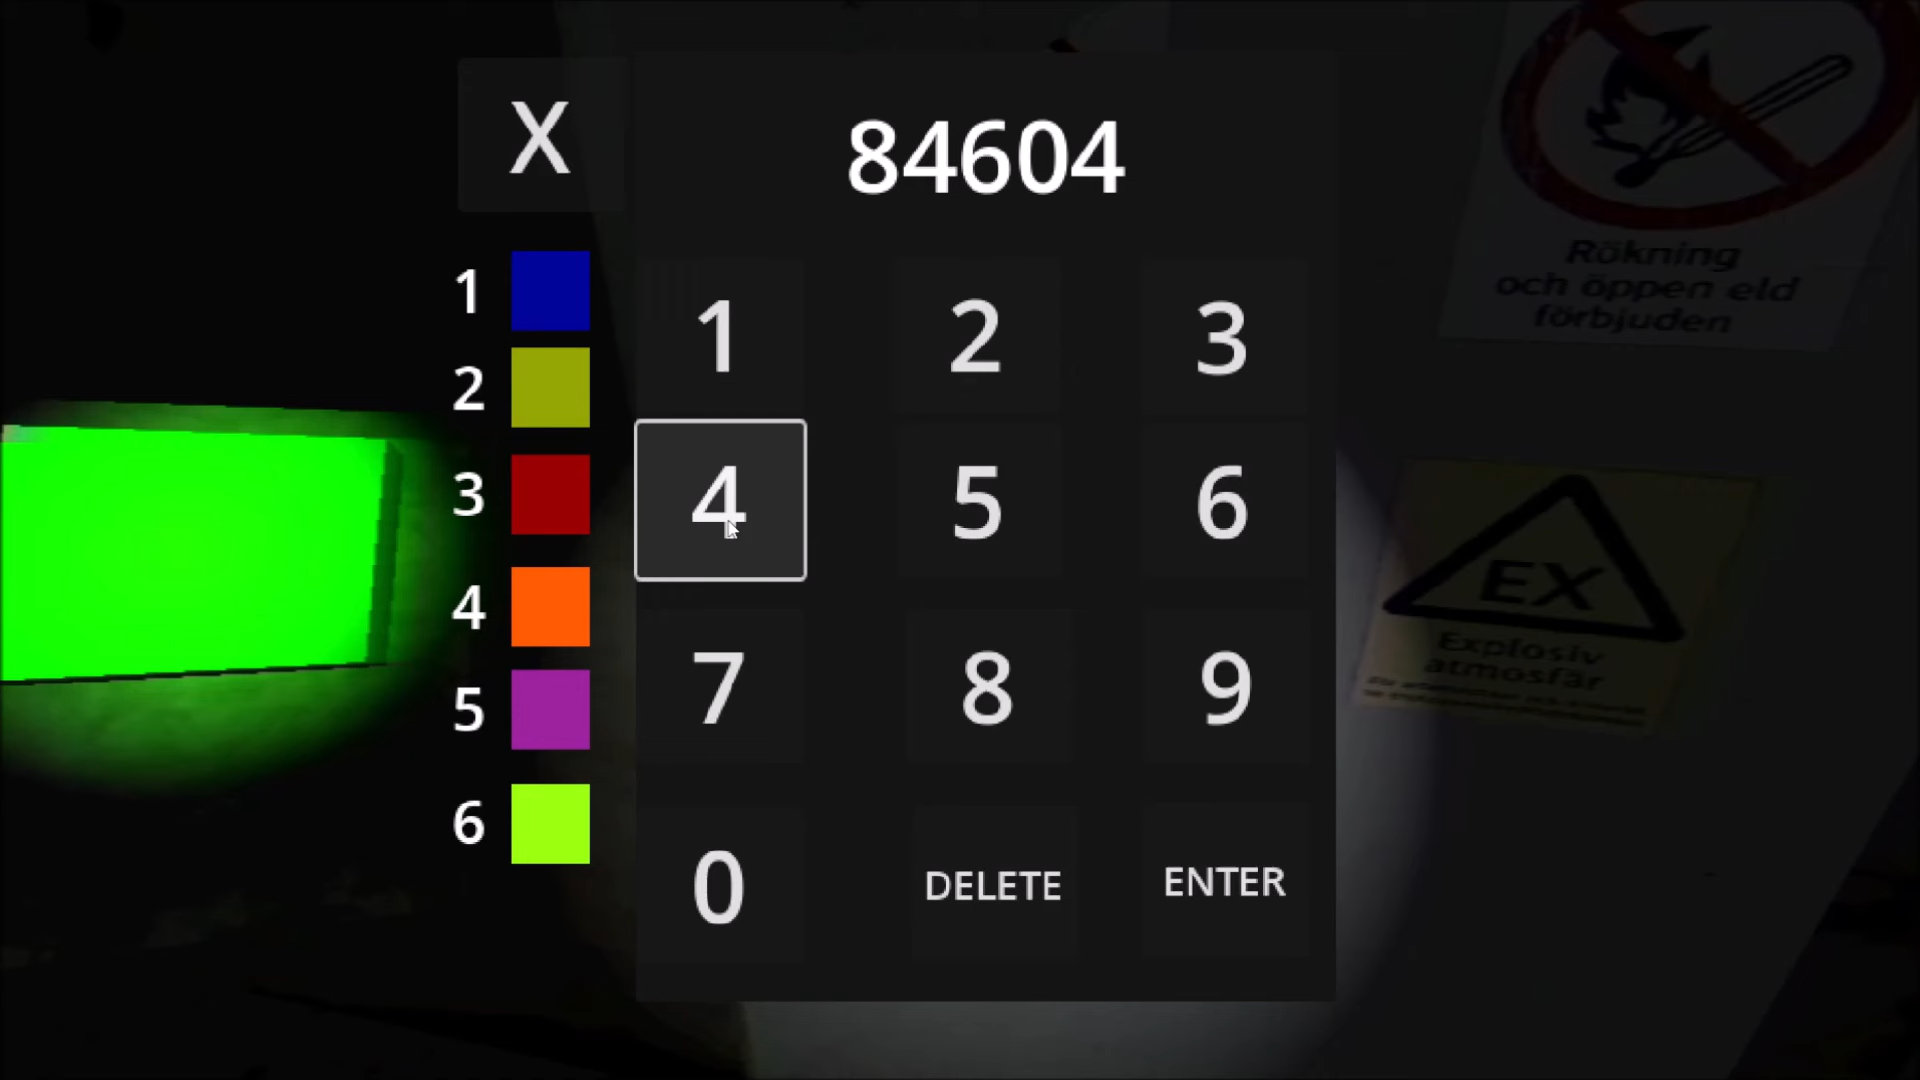 X
84604
1
2
3
4
5
6
1 2 3
4 5 6
7 8 9
0 DELETE ENTER
Rökning
och öppen eld
förbjuden
EX
Explosiv
atmosfär